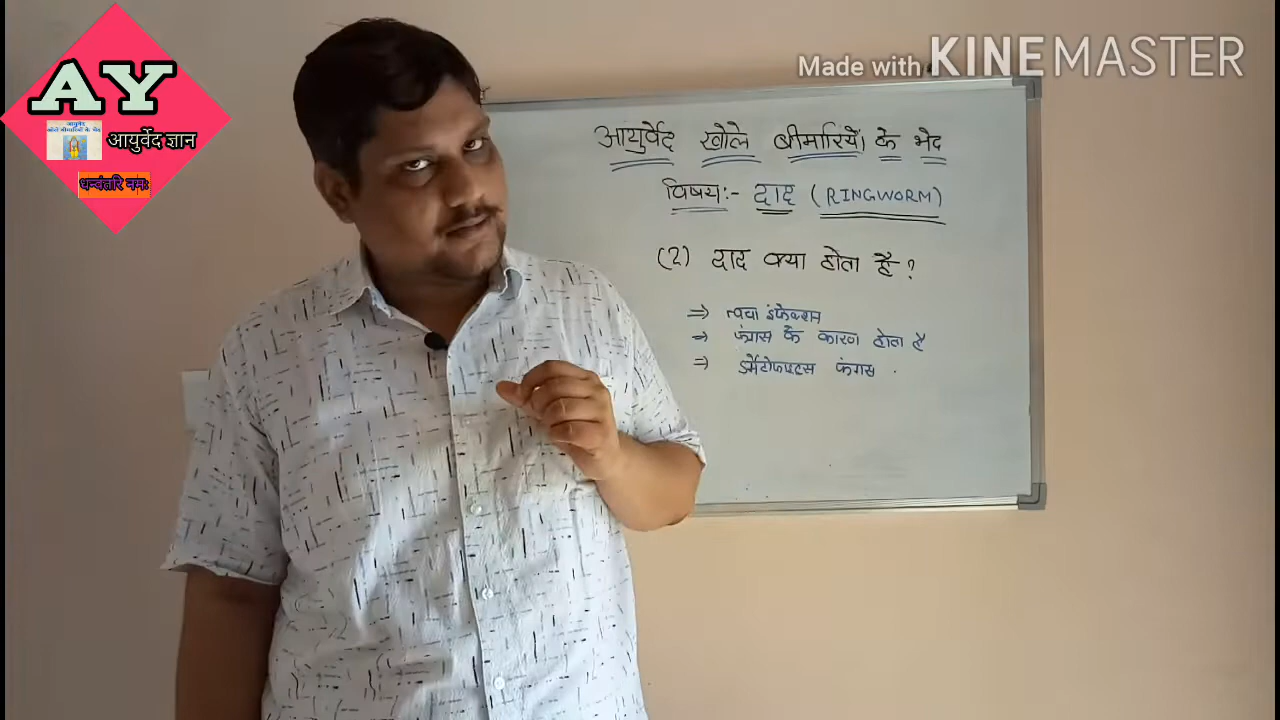 AY
आयुर्वेद
खोले बीमारियों के भेद
आयुर्वेद ज्ञान
धन्वंतरि नमः
Made with KINEMASTER
आयुर्वेद खोले बीमारियों के भेद
विषय:- दाद (RINGWORM)
(2) दाद क्या होता है ?
⇒ त्वचा इंफेक्शन
⇒ फंगस के कारण होता है
⇒ डर्मेटोफाइट्स फंगस .